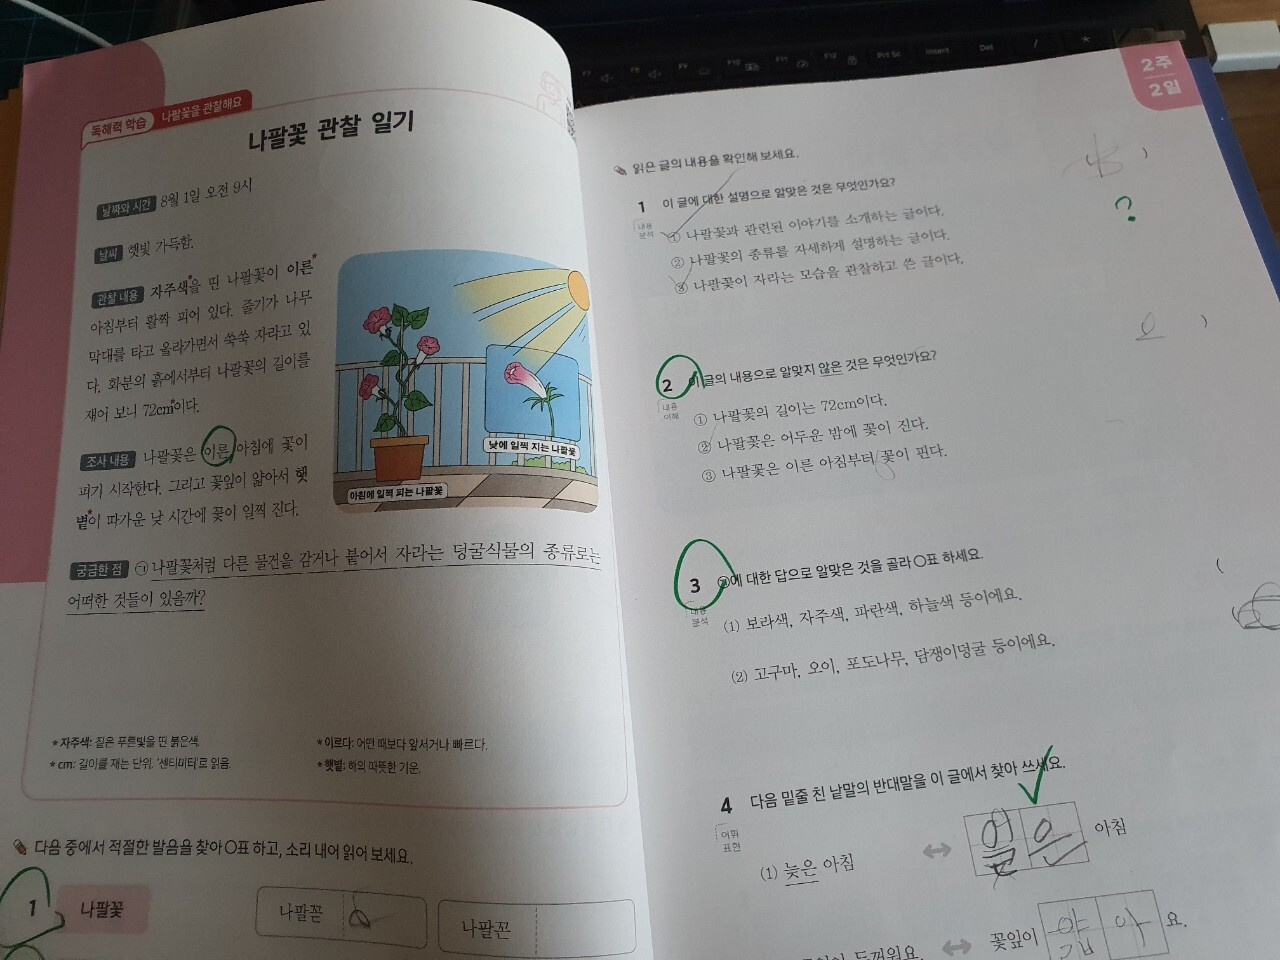 독해력 학습 나팔꽃을 관찰해요
나팔꽃 관찰 일기
날짜와 시간 8월 1일 오전 9시
날씨 햇빛 가득함.
관찰 내용 자주색*을 띤 나팔꽃이 이른*
아침부터 활짝 피어 있다. 줄기가 나무
막대를 타고 올라가면서 쑥쑥 자라고 있
다. 화분의 흙에서부터 나팔꽃의 길이를
재어 보니 72cm*이다.
조사 내용 나팔꽃은 이른 아침에 꽃이
피기 시작한다. 그리고 꽃잎이 얇아서 햇
볕*이 따가운 낮 시간에 꽃이 일찍 진다.
낮에 일찍 지는 나팔꽃
아침에 일찍 피는 나팔꽃
궁금한 점 ㉠ 나팔꽃처럼 다른 물건을 감거나 붙어서 자라는 덩굴식물의 종류로는
어떠한 것들이 있을까?
* 자주색: 짙은 푸른빛을 띤 붉은색.
* cm: 길이를 재는 단위. '센티미터'로 읽음.
* 이르다: 어떤 때보다 앞서거나 빠르다.
* 햇볕: 해의 따뜻한 기운.
다음 중에서 적절한 발음을 찾아 O표 하고, 소리 내어 읽어 보세요.
1 나팔꽃
나팔꼳
나팔꼰
2주
2일
읽은 글의 내용을 확인해 보세요.
1 이 글에 대한 설명으로 알맞은 것은 무엇인가요?
내용
분석
① 나팔꽃과 관련된 이야기를 소개하는 글이다.
② 나팔꽃의 종류를 자세하게 설명하는 글이다.
③ 나팔꽃이 자라는 모습을 관찰하고 쓴 글이다.
?
2 이 글의 내용으로 알맞지 않은 것은 무엇인가요?
내용
이해
① 나팔꽃의 길이는 72cm이다.
② 나팔꽃은 어두운 밤에 꽃이 진다.
③ 나팔꽃은 이른 아침부터 꽃이 핀다.
3 ㉠에 대한 답으로 알맞은 것을 골라 O표 하세요.
내용
분석
(1) 보라색, 자주색, 파란색, 하늘색 등이에요.
(2) 고구마, 오이, 포도나무, 담쟁이덩굴 등이에요.
4 다음 밑줄 친 낱말의 반대말을 이 글에서 찾아 쓰세요.
어휘
표현
(1) 늦은 아침 ↔ 아침
두꺼워요. ↔ 꽃잎이 얇아요.
F7 F8 F9 F10 F11 F12 Prt Sc Insert Del / *